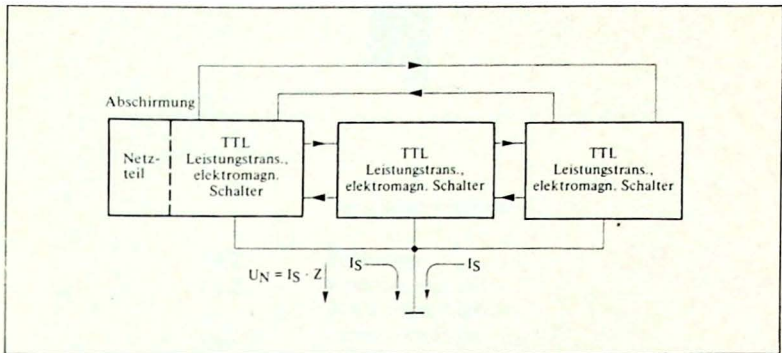 Abschirmung
Netz-
teil
TTL
Leistungstrans.,
elektromagn.
Schalter
TTL
Leistungstrans.,
elektromagn. Schalter
TTL
Leistungstrans.,
elektromagn. Schalter
UN = IS · Z
IS
IS